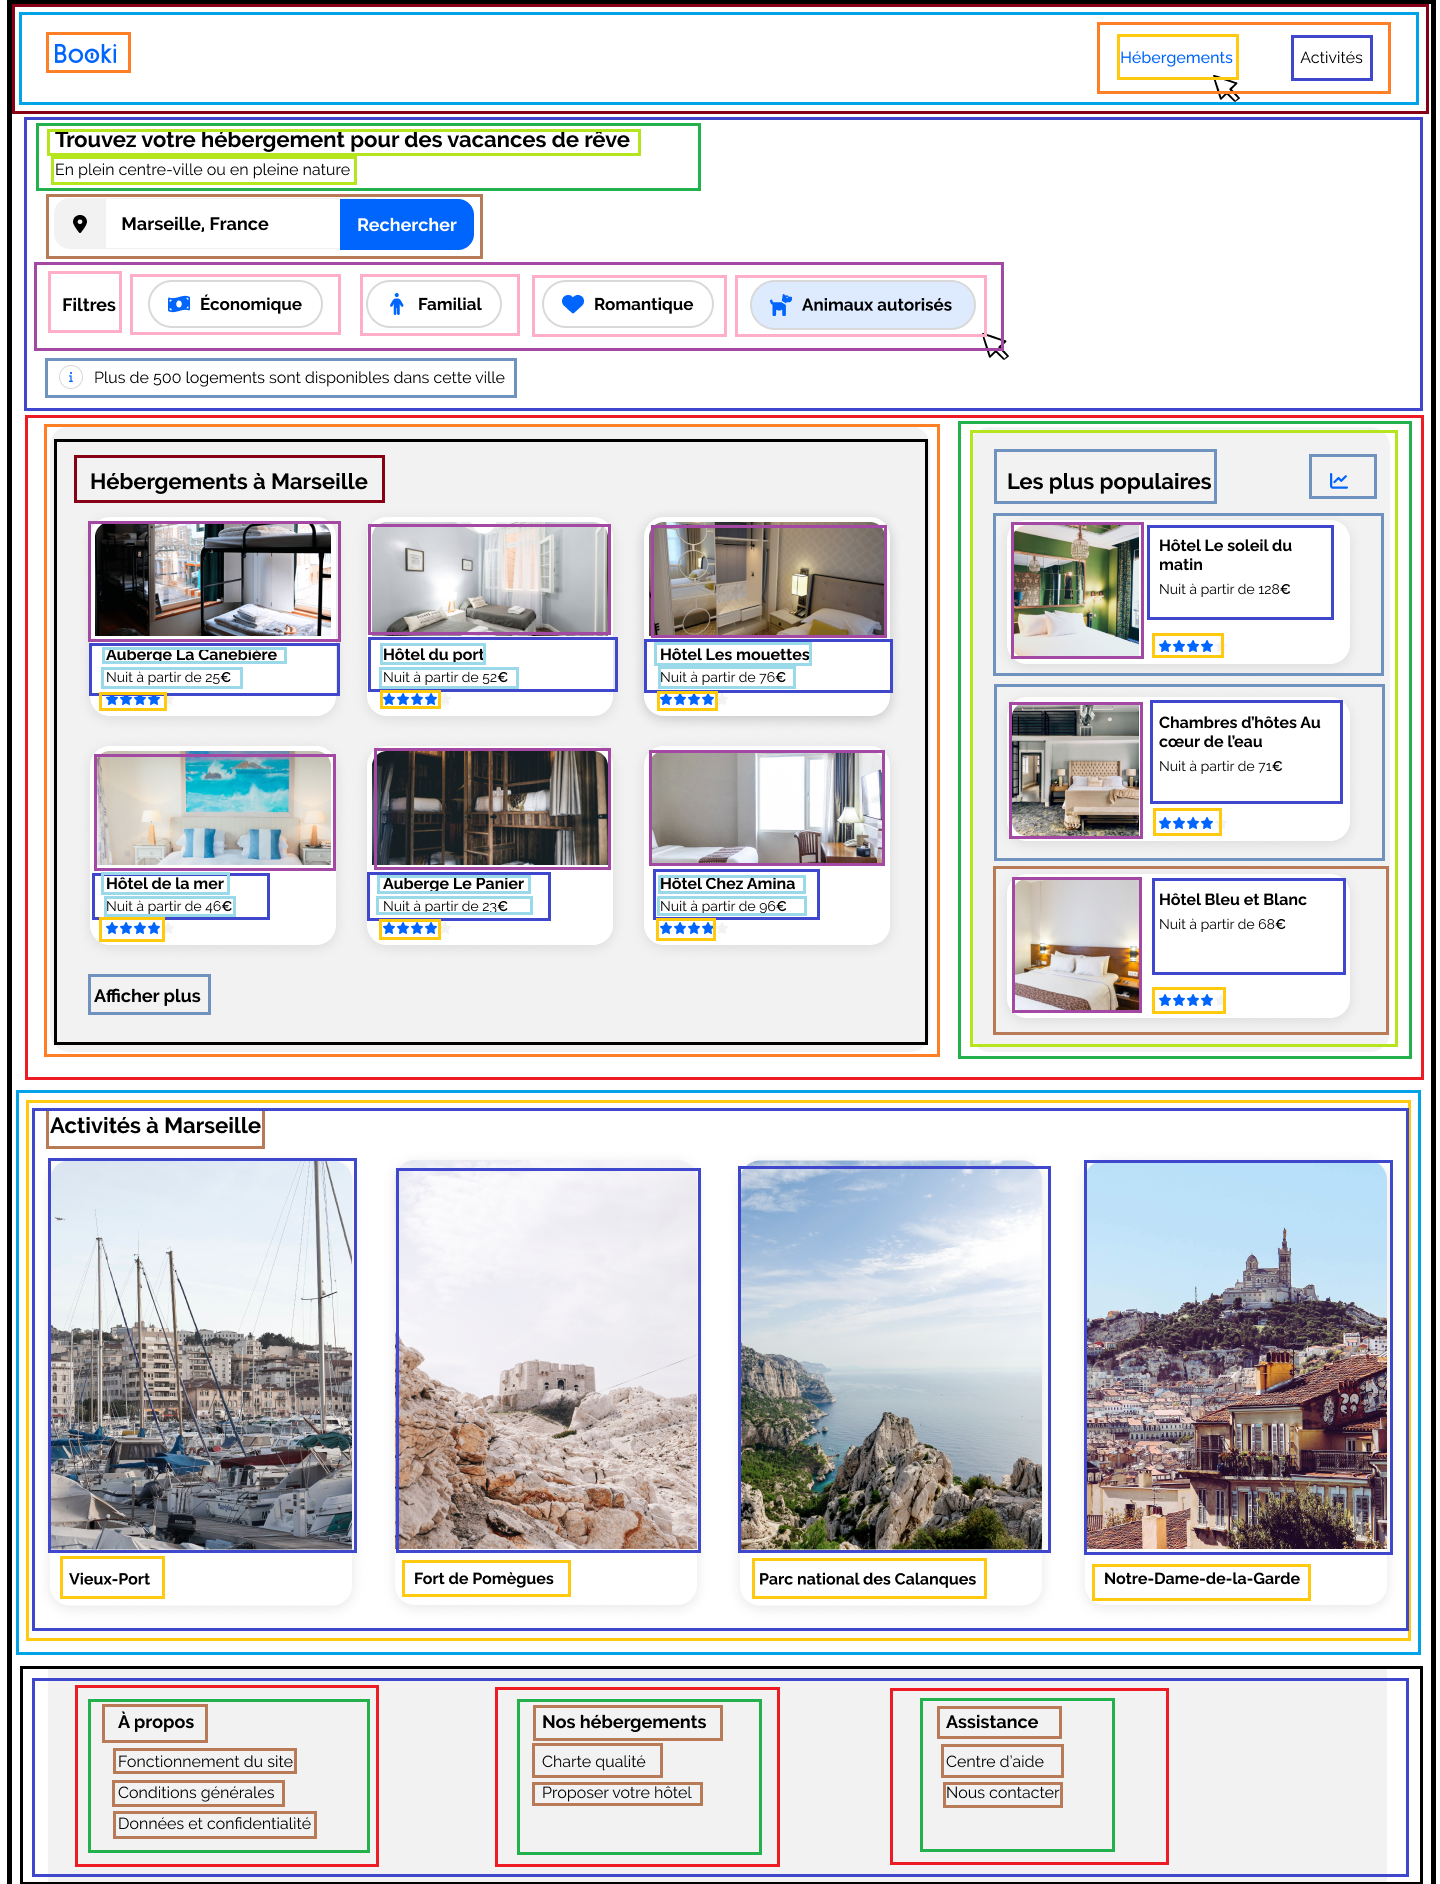 Booki
Hébergements
Activités
Trouvez votre hébergement pour des vacances de rêve
En plein centre-ville ou en pleine nature
Marseille, France
Rechercher
Filtres
Économique
Familial
Romantique
Animaux autorisés
Plus de 500 logements sont disponibles dans cette ville
Hébergements à Marseille
Auberge La Canebière
Nuit à partir de 25€
Hôtel du port
Nuit à partir de 52€
Hôtel Les mouettes
Nuit à partir de 76€
Hôtel de la mer
Nuit à partir de 46€
Auberge Le Panier
Nuit à partir de 23€
Hôtel Chez Amina
Nuit à partir de 96€
Afficher plus
Les plus populaires
Hôtel Le soleil du
matin
Nuit à partir de 128€
Chambres d'hôtes Au
cœur de l'eau
Nuit à partir de 71€
Hôtel Bleu et Blanc
Nuit à partir de 68€
Activités à Marseille
Vieux-Port
Fort de Pomègues
Parc national des Calanques
Notre-Dame-de-la-Garde
À propos
Fonctionnement du site
Conditions générales
Données et confidentialité
Nos hébergements
Charte qualité
Proposer votre hôtel
Assistance
Centre d'aide
Nous contacter